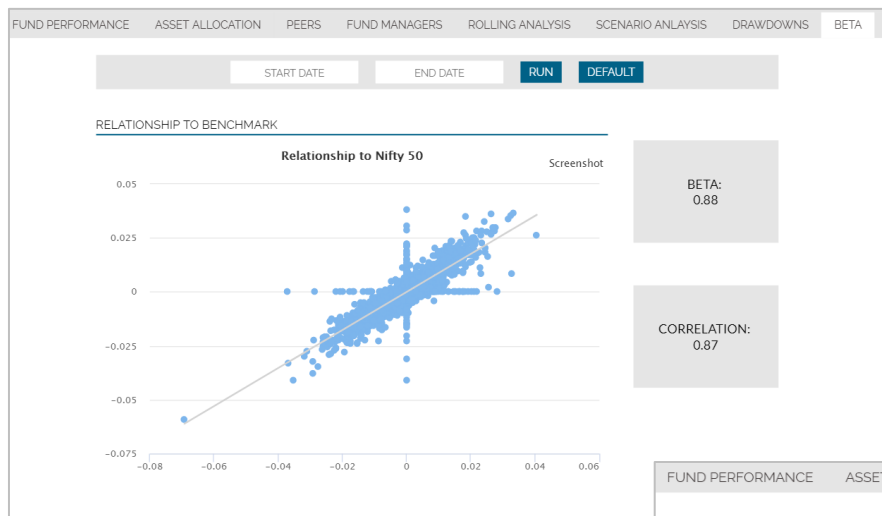 FUND PERFORMANCE ASSET ALLOCATION PEERS FUND MANAGERS ROLLING ANALYSIS SCENARIO ANLAYSIS DRAWDOWNS BETA
START DATE END DATE RUN DEFAULT
RELATIONSHIP TO BENCHMARK
Relationship to Nifty 50
Screenshot
0.05
0.025
0
-0.025
-0.05
-0.075
-0.08 -0.06 -0.04 -0.02 0 0.02 0.04 0.06
BETA:
0.88
CORRELATION:
0.87
FUND PERFORMANCE ASSET